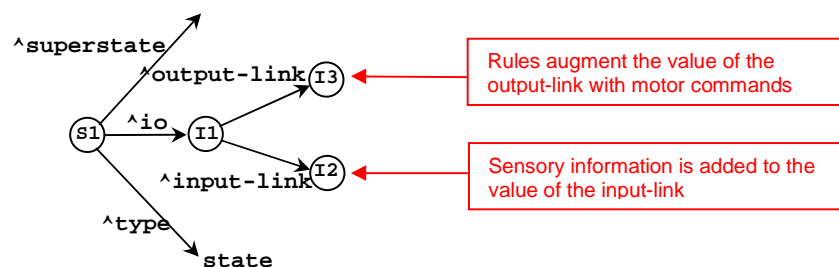 ^superstate
^output-link
I3
Rules augment the value of the
output-link with motor commands
S1
^io
I1
^input-link
I2
Sensory information is added to the
value of the input-link
^type
state